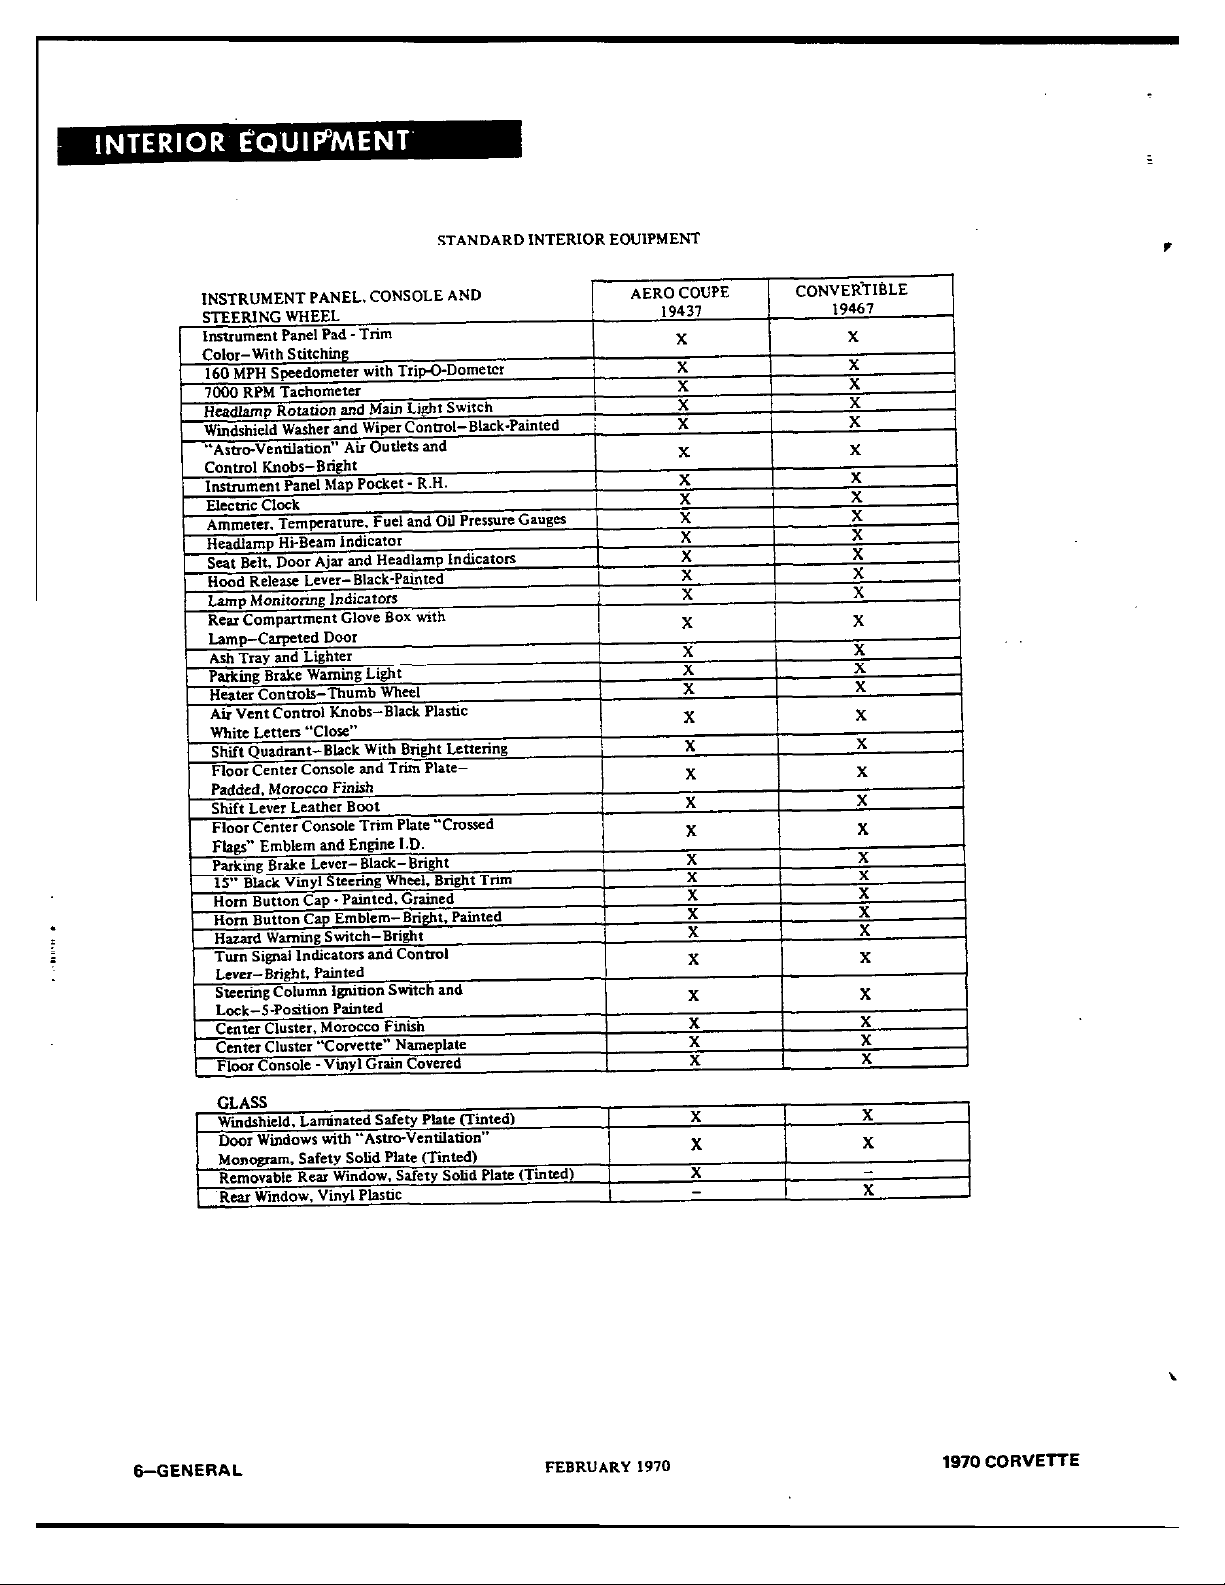 INTERIOR EQUIPMENT
STANDARD INTERIOR EQUIPMENT
INSTRUMENT PANEL, CONSOLE AND
STEERING WHEEL
AERO COUPE
19437
CONVERTIBLE
19467
Instrument Panel Pad - Trim
Color—With Stitching X X
160 MPH Speedometer with Trip-O-Dometer X X
7000 RPM Tachometer X X
Headlamp Rotation and Main Light Switch X X
Windshield Washer and Wiper Control—Black-Painted X X
"Astro-Ventilation" Air Outlets and
Control Knobs—Bright X X
Instrument Panel Map Pocket - R.H. X X
Electric Clock X X
Ammeter, Temperature, Fuel and Oil Pressure Gauges X X
Headlamp Hi-Beam Indicator X X
Seat Belt, Door Ajar and Headlamp Indicators X X
Hood Release Lever—Black-Painted X X
Lamp Monitoring Indicators X X
Rear Compartment Glove Box with
Lamp—Carpeted Door X X
Ash Tray and Lighter X X
Parking Brake Warning Light X X
Heater Controls—Thumb Wheel X X
Air Vent Control Knobs—Black Plastic
White Letters "Close" X X
Shift Quadrant—Black With Bright Lettering X X
Floor Center Console and Trim Plate—
Padded, Morocco Finish X X
Shift Lever Leather Boot X X
Floor Center Console Trim Plate "Crossed
Flags" Emblem and Engine I.D. X X
Parking Brake Lever—Black—Bright X X
15" Black Vinyl Steering Wheel, Bright Trim X X
Horn Button Cap - Painted, Grained X X
Horn Button Cap Emblem—Bright, Painted X X
Hazard Warning Switch—Bright X X
Turn Signal Indicators and Control
Lever—Bright, Painted X X
Steering Column Ignition Switch and
Lock—5-Position Painted X X
Center Cluster, Morocco Finish X X
Center Cluster "Corvette" Nameplate X X
Floor Console - Vinyl Grain Covered X X
GLASS
Windshield, Laminated Safety Plate (Tinted) X X
Door Windows with "Astro-Ventilation"
Monogram, Safety Solid Plate (Tinted) X X
Removable Rear Window, Safety Solid Plate (Tinted) X –
Rear Window, Vinyl Plastic – X
6—GENERAL
FEBRUARY 1970
1970 CORVETTE